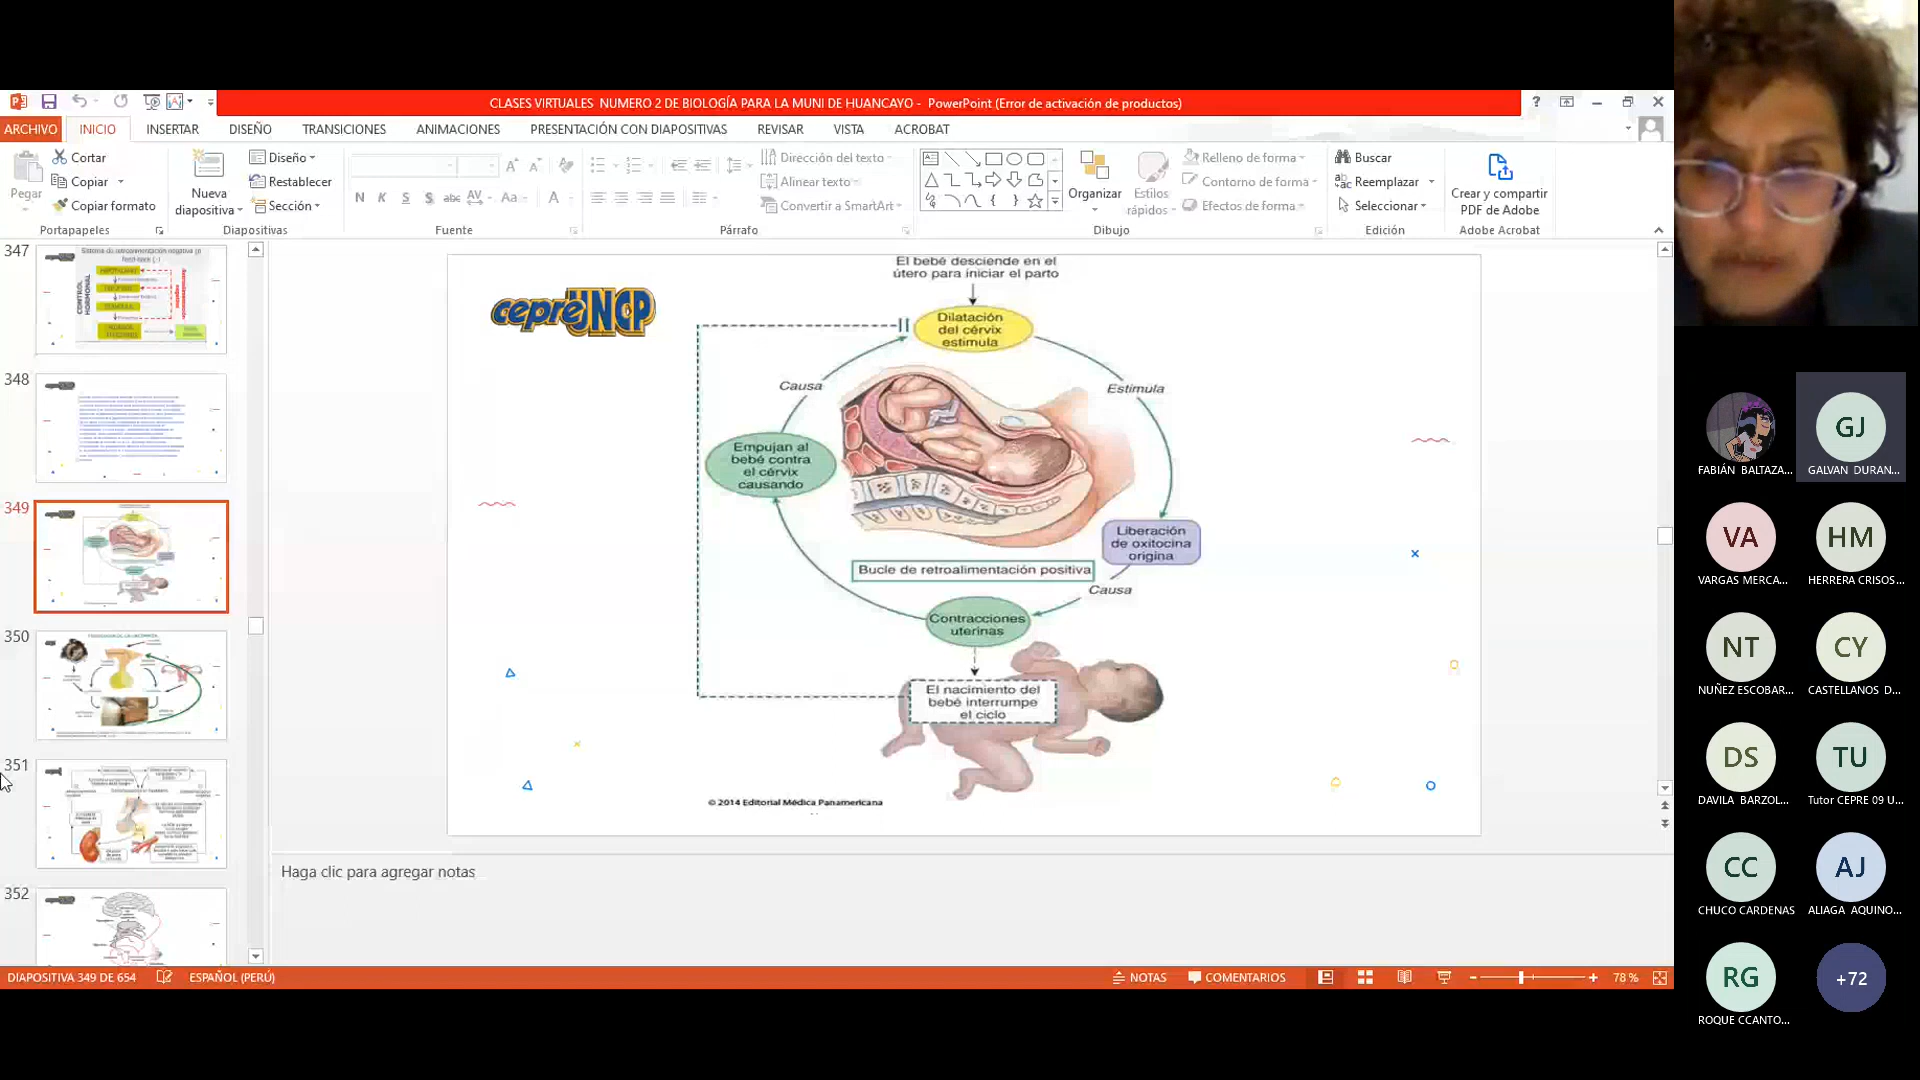 CLASES VIRTUALES NUMERO 2 DE BIOLOGÍA PARA LA MUNI DE HUANCAYO - PowerPoint (Error de activación de productos)
ARCHIVO INICIO INSERTAR DISEÑO TRANSICIONES ANIMACIONES PRESENTACIÓN CON DIAPOSITIVAS REVISAR VISTA ACROBAT
Pegar
Cortar
Copiar
Copiar formato
Portapapeles
Nueva
diapositiva
Diseño
Restablecer
Sección
Diapositivas
N K S S abc AV Aa A
Fuente
Dirección del texto
Alinear texto
Convertir a SmartArt
Párrafo
Organizar
Estilos
rápidos
Relleno de forma
Contorno de forma
Efectos de forma
Dibujo
Buscar
Reemplazar
Seleccionar
Edición
Crear y compartir
PDF de Adobe
Adobe Acrobat
347
CONTROL
HORMONAL
348
349
350
351
352
cepreUNCP
El bebé desciende en el
útero para iniciar el parto
Dilatación
del cérvix
estimula
Estimula
Liberación
de oxitocina
origina
Causa
Contracciones
uterinas
Empujan al
bebé contra
el cérvix
causando
Causa
Bucle de retroalimentación positiva
El nacimiento del
bebé interrumpe
el ciclo
© 2014 Editorial Médica Panamericana
Haga clic para agregar notas
DIAPOSITIVA 349 DE 654 ESPAÑOL (PERÚ) NOTAS COMENTARIOS 78 %
GJ
FABIÁN BALTAZA... GALVAN DURAN...
VA HM
VARGAS MERCA... HERRERA CRISOS...
NT CY
NUÑEZ ESCOBAR... CASTELLANOS D...
DS TU
DAVILA BARZOL... Tutor CEPRE 09 U...
CC AJ
CHUCO CARDENAS ALIAGA AQUINO...
RG +72
ROQUE CCANTO...